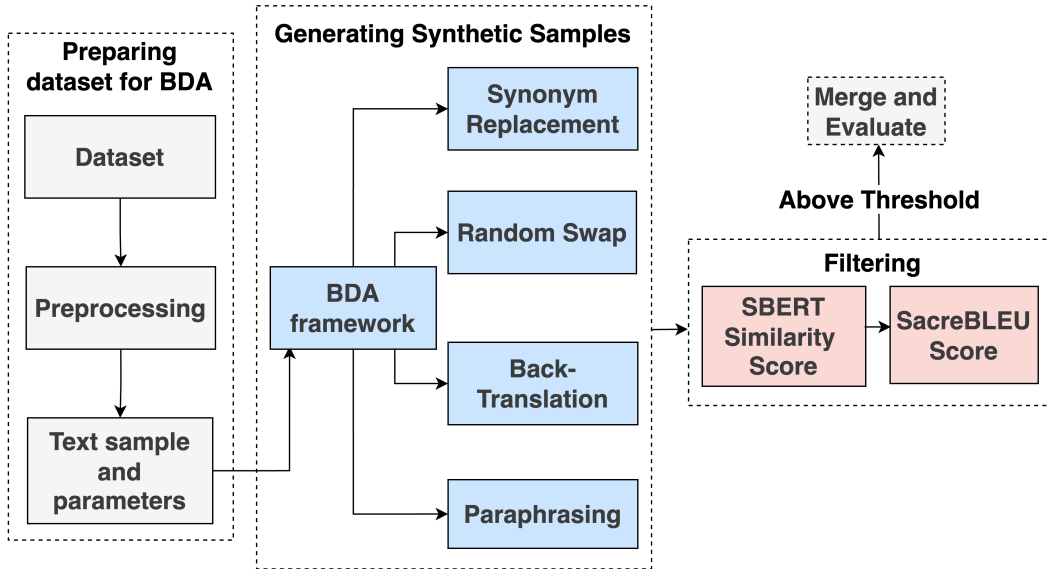 Preparing
dataset for BDA
Dataset
Preprocessing
Text sample
and
parameters
Generating Synthetic Samples
BDA
framework
Synonym
Replacement
Random Swap
Back-
Translation
Paraphrasing
Filtering
SBERT
Similarity
Score
SacreBLEU
Score
Above Threshold
Merge and
Evaluate